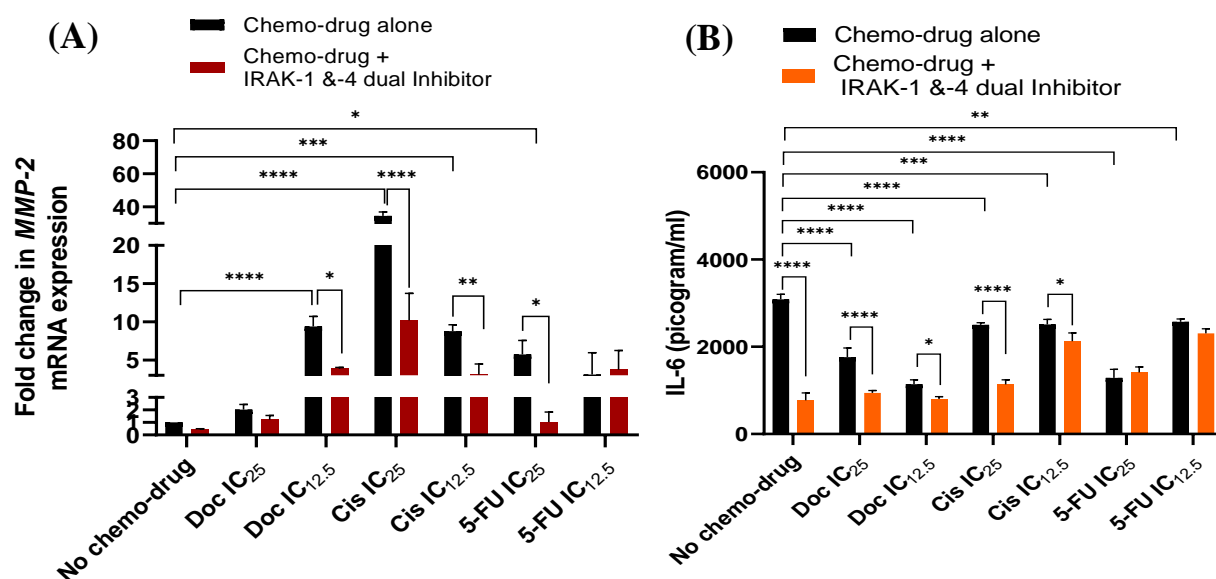 (A)
Chemo-drug alone
Chemo-drug +
IRAK-1 &-4 dual Inhibitor
Fold change in MMP-2
mRNA expression
80
60
40
20
15
10
5
3
2
1
0
*
***
****
****
****
*
**
*
No chemo-drug
Doc IC₂₅
Doc IC₁₂.₅
Cis IC₂₅
Cis IC₁₂.₅
5-FU IC₂₅
5-FU IC₁₂.₅
(B)
Chemo-drug alone
Chemo-drug +
IRAK-1 &-4 dual Inhibitor
IL-6 (picogram/ml)
6000
4000
2000
0
**
****
***
****
****
****
****
****
*
****
*
No chemo-drug
Doc IC₂₅
Doc IC₁₂.₅
Cis IC₂₅
Cis IC₁₂.₅
5-FU IC₂₅
5-FU IC₁₂.₅